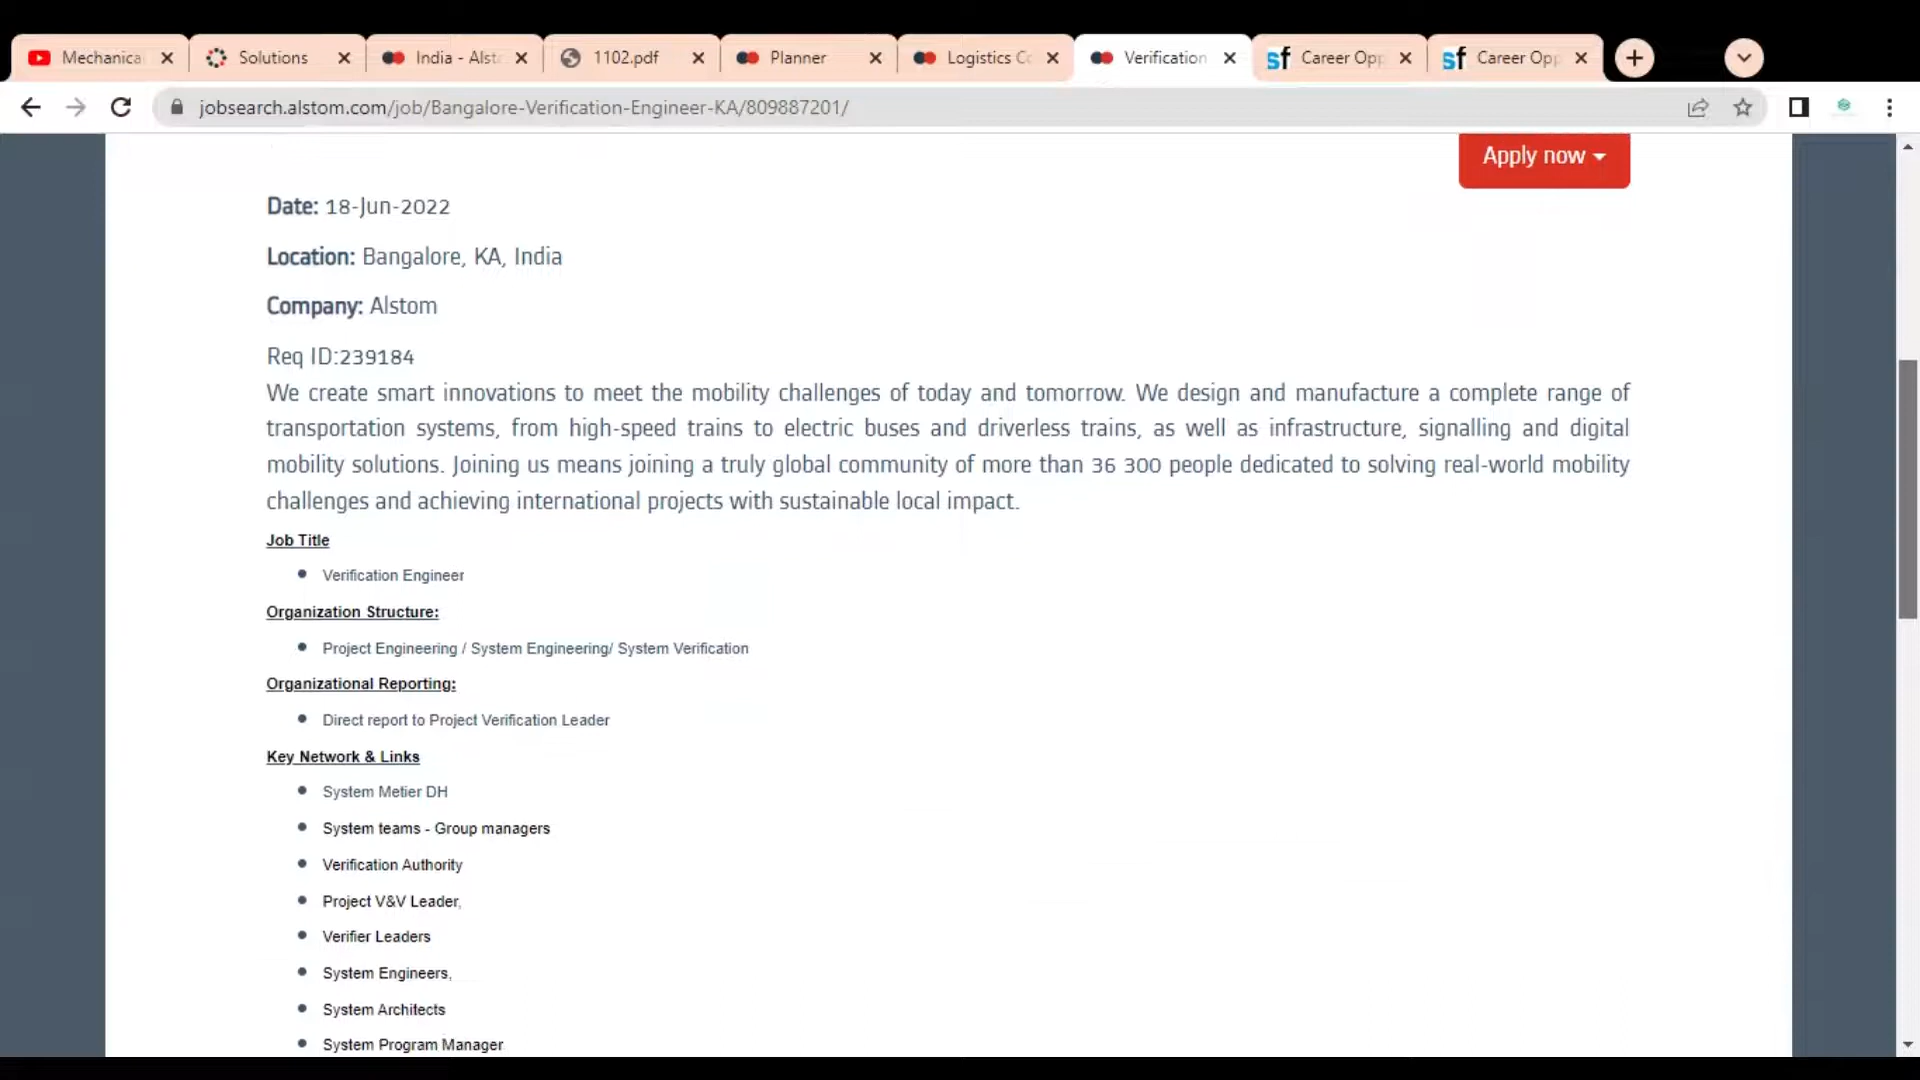 Mechanica
Solutions
India - Alst
1102.pdf
Planner
Logistics Co
Verification
sf Career Opp
sf Career Opp
jobsearch.alstom.com/job/Bangalore-Verification-Engineer-KA/809887201/
Apply now
Date: 18-Jun-2022
Location: Bangalore, KA, India
Company: Alstom
Req ID:239184
We create smart innovations to meet the mobility challenges of today and tomorrow. We design and manufacture a complete range of
transportation systems, from high-speed trains to electric buses and driverless trains, as well as infrastructure, signalling and digital
mobility solutions. Joining us means joining a truly global community of more than 36 300 people dedicated to solving real-world mobility
challenges and achieving international projects with sustainable local impact.
Job Title
Verification Engineer
Organization Structure:
Project Engineering / System Engineering/ System Verification
Organizational Reporting:
Direct report to Project Verification Leader
Key Network & Links
System Metier DH
System teams - Group managers
Verification Authority
Project V&V Leader,
Verifier Leaders
System Engineers,
System Architects
System Program Manager